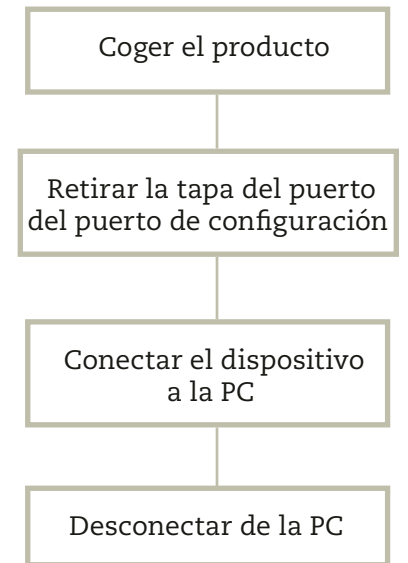 Coger el producto
Retirar la tapa del puerto
del puerto de configuración
Conectar el dispositivo
a la PC
Desconectar de la PC